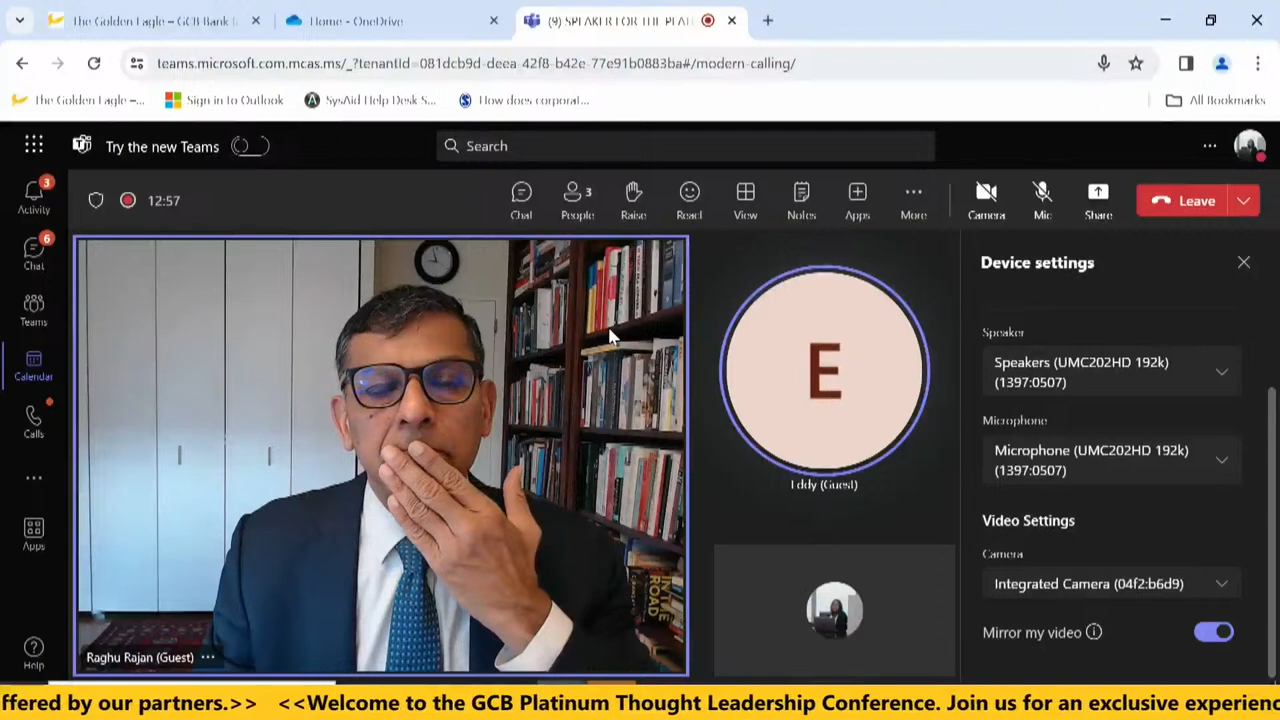 The Golden Eagle – GCB Bank
Home - OneDrive
(9) SPEAKER FOR THE PLAT
teams.microsoft.com.mcas.ms/_?tenantId=081dcb9d-deea-42f8-b42e-77e91b0883ba#/modern-calling/
The Golden Eagle –...
Sign in to Outlook
SysAid Help Desk S...
How does corporat...
All Bookmarks
Try the new Teams
Search
3
Activity
6
Chat
Teams
Calendar
Calls
Apps
Help
12:57
Chat
People
3
Raise
React
View
Notes
Apps
More
Camera
Mic
Share
Leave
E
Eddy (Guest)
Raghu Rajan (Guest)
ROAD
Device settings
Speaker
Speakers (UMC202HD 192k)
(1397:0507)
Microphone
Microphone (UMC202HD 192k)
(1397:0507)
Video Settings
Camera
Integrated Camera (04f2:b6d9)
Mirror my video
ffered by our partners.>> <<Welcome to the GCB Platinum Thought Leadership Conference. Join us for an exclusive experienc